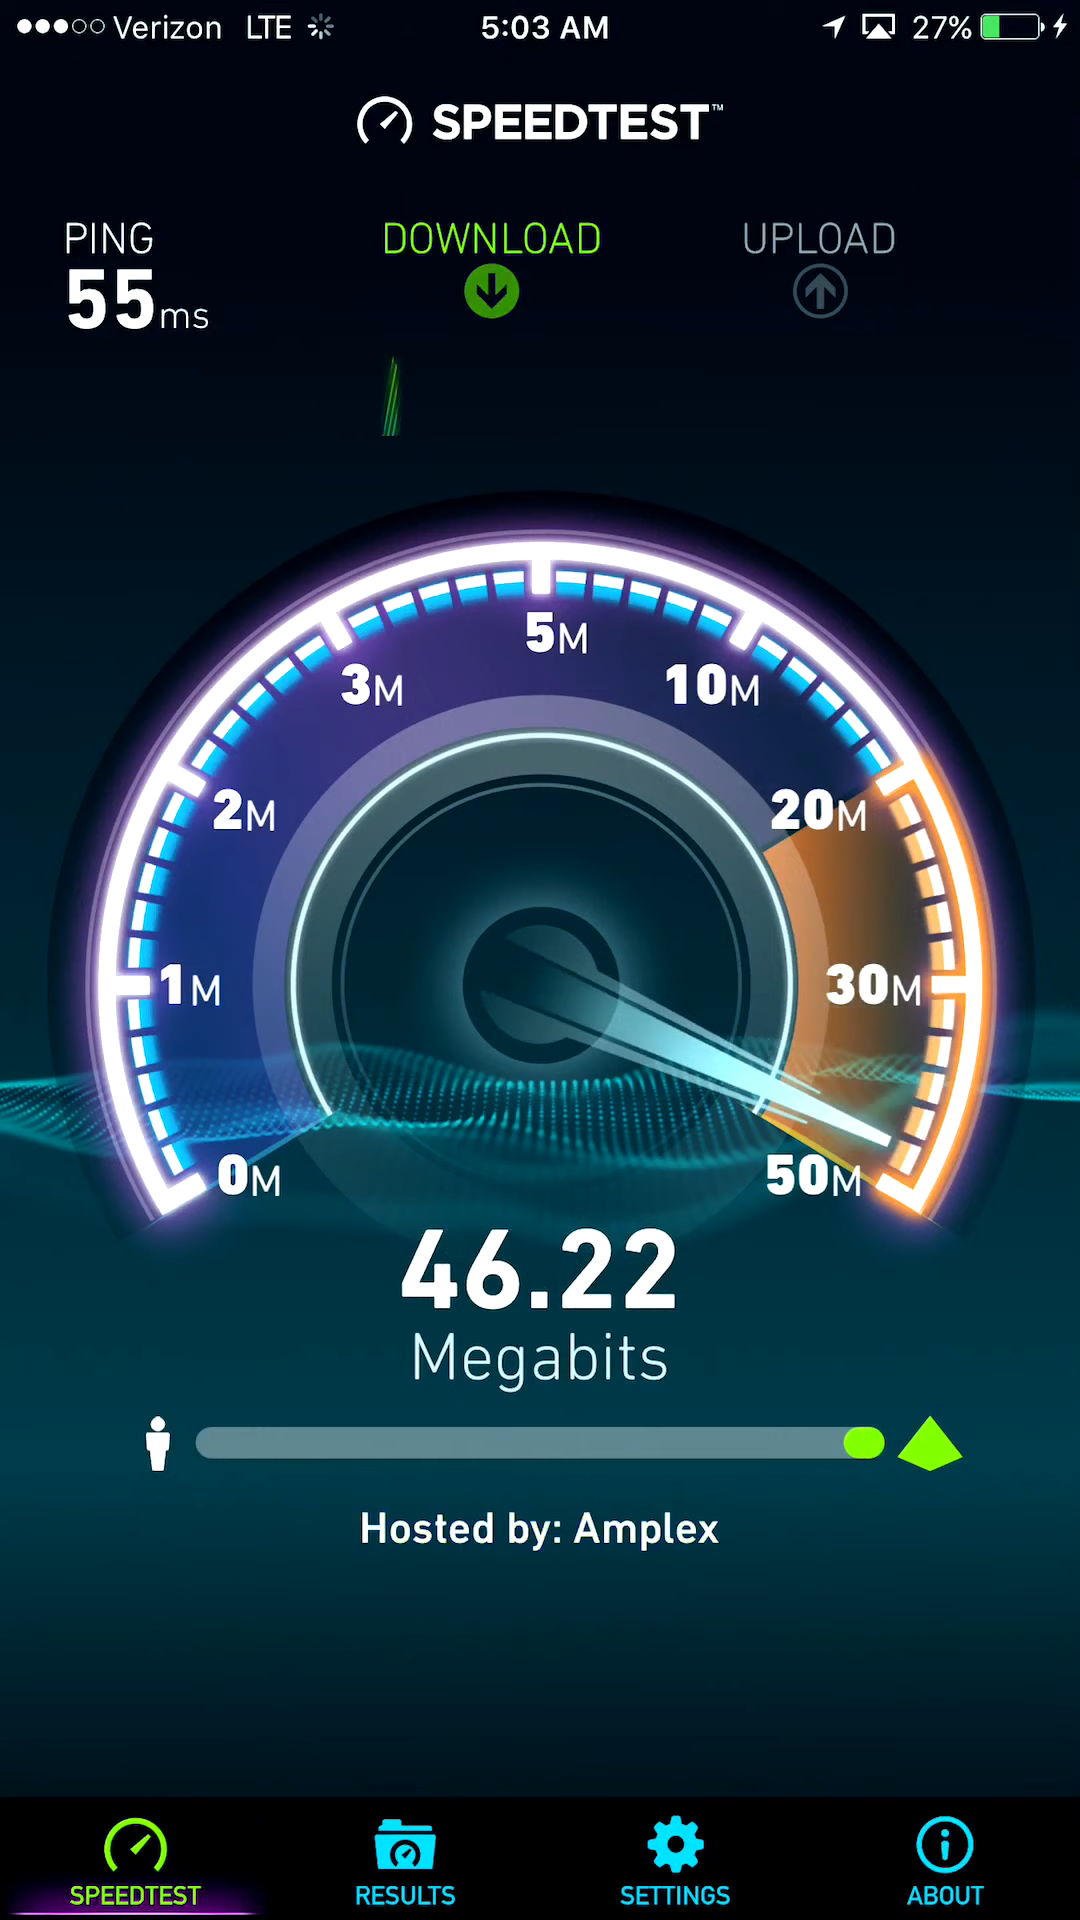 Verizon LTE 5:03 AM 27%
SPEEDTEST™
PING DOWNLOAD UPLOAD
55ms
5M
3M 10M
2M 20M
1M 30M
0M 50M
46.22
Megabits
Hosted by: Amplex
SPEEDTEST RESULTS SETTINGS ABOUT